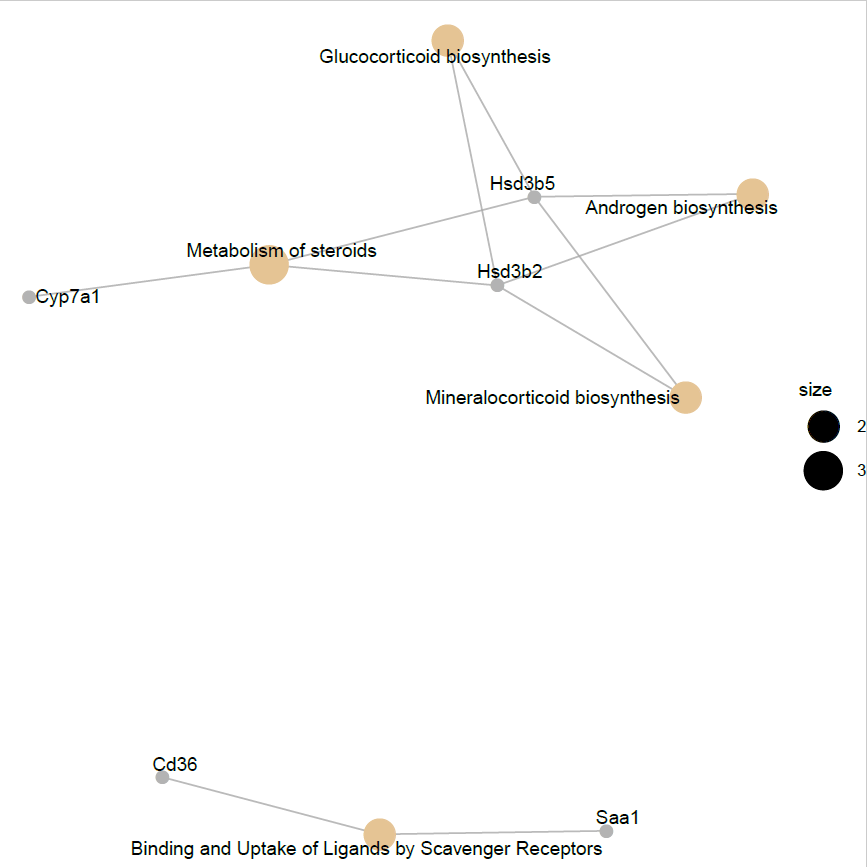 Glucocorticoid biosynthesis
Hsd3b5
Androgen biosynthesis
Metabolism of steroids
Hsd3b2
Cyp7a1
Mineralocorticoid biosynthesis
size
2
3
Cd36
Saa1
Binding and Uptake of Ligands by Scavenger Receptors